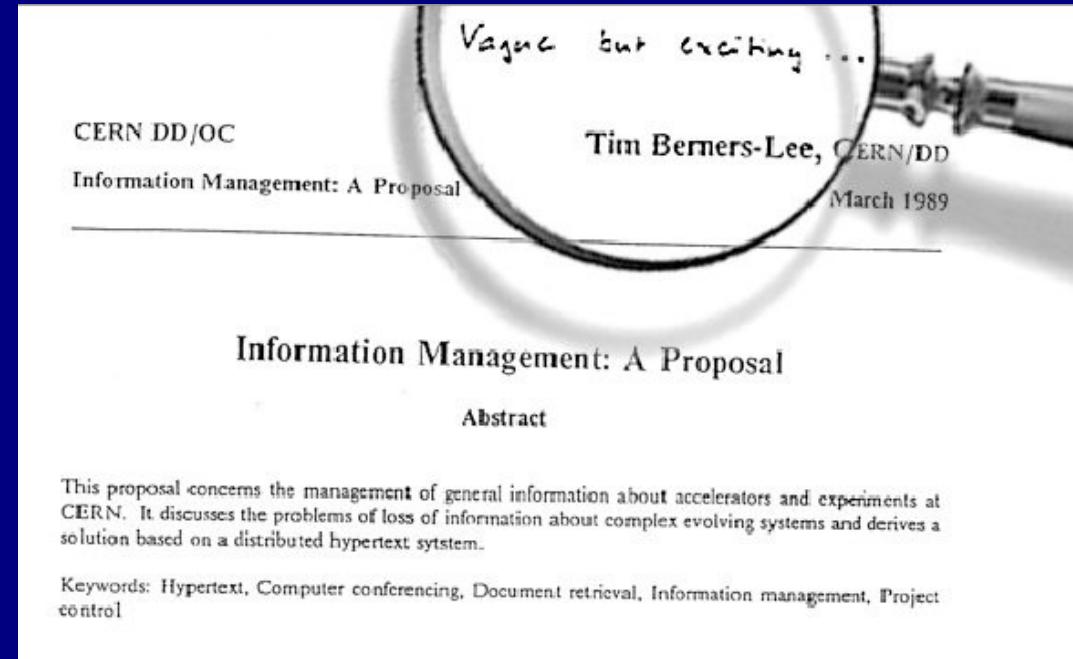 Vague but exciting ...
CERN DD/OC
Tim Berners-Lee, CERN/DD
Information Management: A Proposal
March 1989
Information Management: A Proposal
Abstract
This proposal concerns the management of general information about accelerators and experiments at
CERN. It discusses the problems of loss of information about complex evolving systems and derives a
solution based on a distributed hypertext sytstem.
Keywords: Hypertext, Computer conferencing, Document retrieval, Information management, Project
control